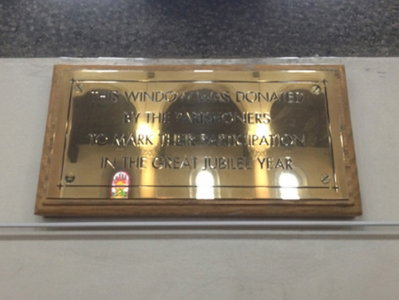 THIS WINDOW WAS DONATED
BY THE PARISHIONERS
TO MARK THEIR PARTICIPATION
IN THE GREAT JUBILEE YEAR